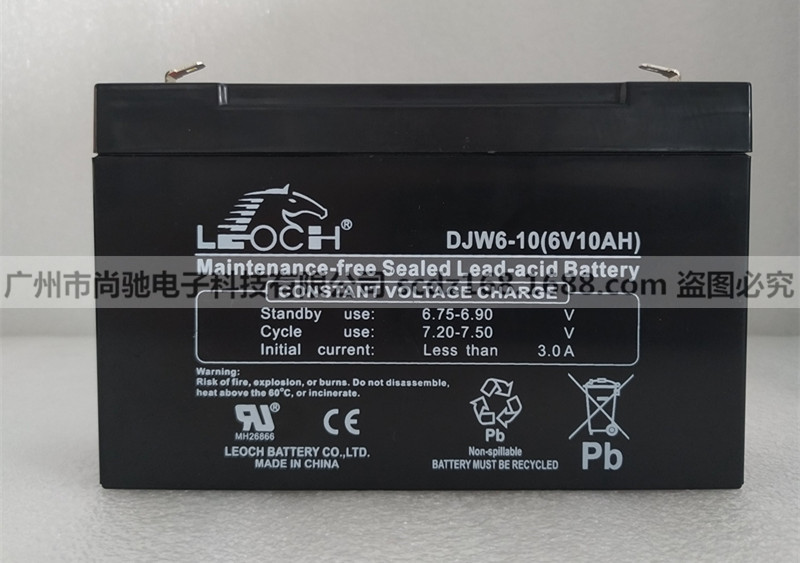 LEOCH®
DJW6-10(6V10AH)
Maintenance-free Sealed Lead-acid Battery
广州市尚驰电子科技 1688.com 盗图必究
CONSTANT VOLTAGE CHARGE
Standby use: 6.75-6.90 V
Cycle use: 7.20-7.50 V
Initial current: Less than 3.0A
Warning:
Risk of fire, explosion, or burns. Do not disassemble,
heat above the 60°C, or incinerate.
MH26866
CE
Pb
Pb
LEOCH BATTERY CO.,LTD.
MADE IN CHINA
Non-spillable
BATTERY MUST BE RECYCLED